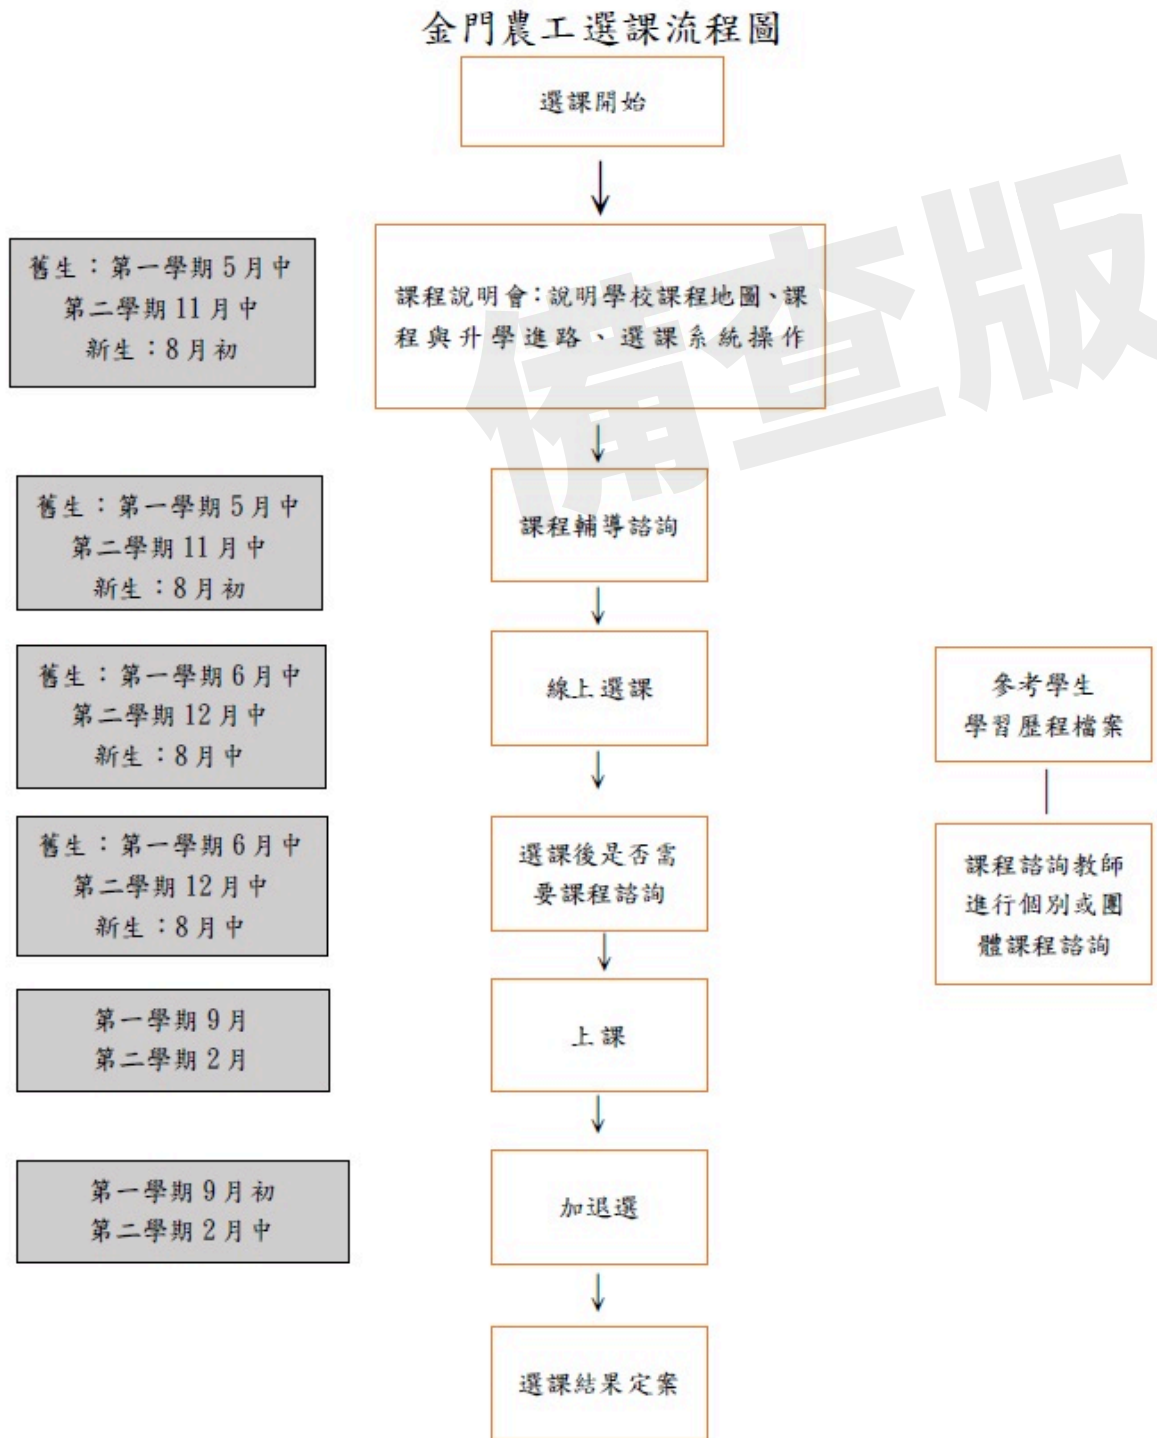 金門農工選課流程圖
選課開始
舊生：第一學期5月中
第二學期11月中
新生：8月初
課程說明會：說明學校課程地圖、課
程與升學進路、選課系統操作
舊生：第一學期5月中
第二學期11月中
新生：8月初
課程輔導諮詢
舊生：第一學期6月中
第二學期12月中
新生：8月中
線上選課
參考學生
學習歷程檔案
舊生：第一學期6月中
第二學期12月中
新生：8月中
選課後是否需
要課程諮詢
課程諮詢教師
進行個別或團
體課程諮詢
第一學期9月
第二學期2月
上課
第一學期9月初
第二學期2月中
加退選
選課結果定案
備查版